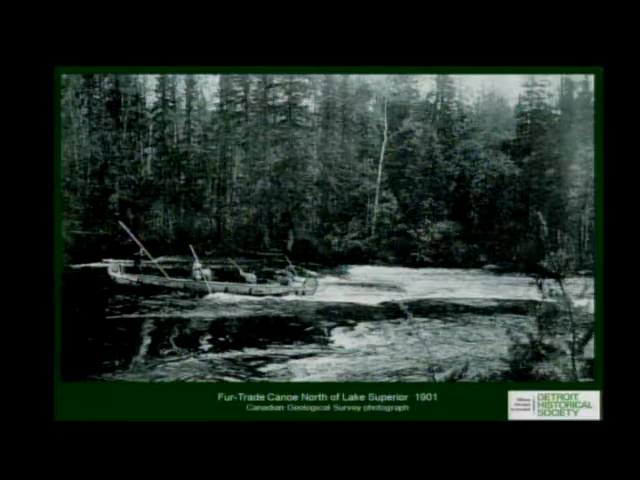 Fur-Trade Canoe North of Lake Superior 1901
Canadian Geological Survey photograph
DETROIT
HISTORICAL
SOCIETY